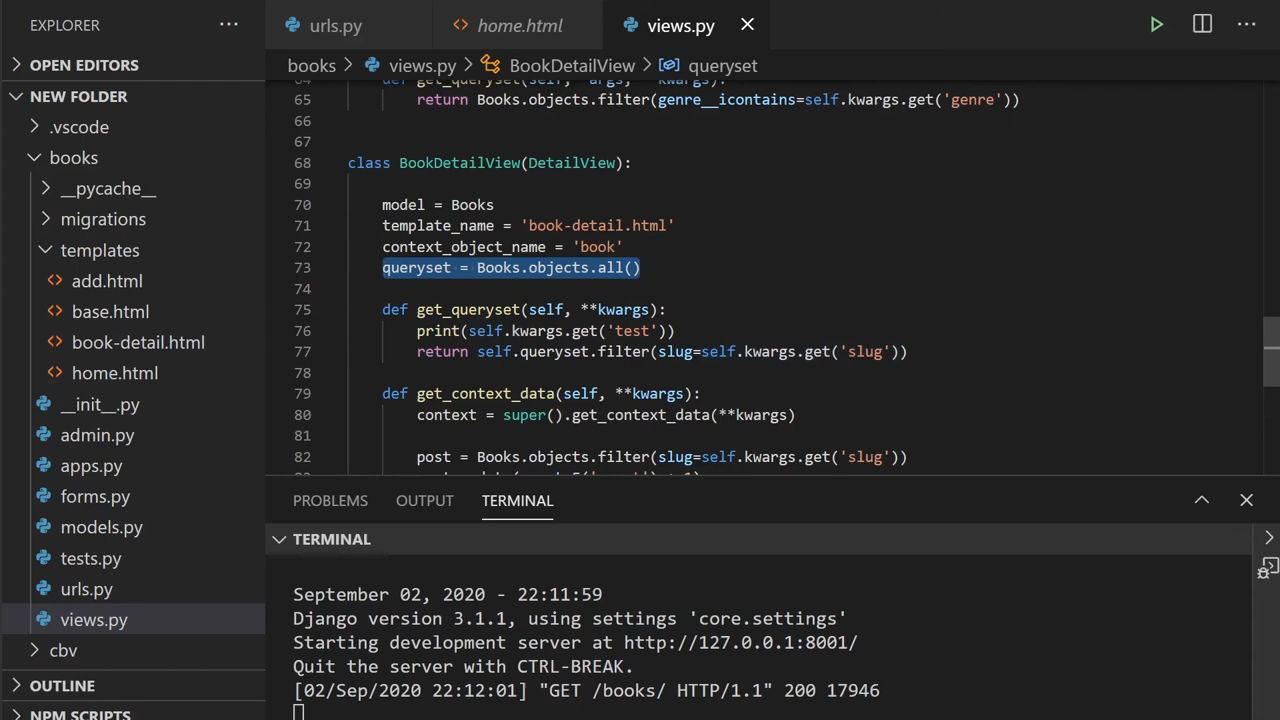 EXPLORER
OPEN EDITORS
NEW FOLDER
.vscode
books
__pycache__
migrations
templates
add.html
base.html
book-detail.html
home.html
__init__.py
admin.py
apps.py
forms.py
models.py
tests.py
urls.py
views.py
cbv
OUTLINE
NPM SCRIPTS
urls.py
home.html
views.py
books
views.py
BookDetailView
queryset
65 return Books.objects.filter(genre__icontains=self.kwargs.get('genre'))
66
67
68 class BookDetailView(DetailView):
69
70 model = Books
71 template_name = 'book-detail.html'
72 context_object_name = 'book'
73 queryset = Books.objects.all()
74
75 def get_queryset(self, **kwargs):
76 print(self.kwargs.get('test'))
77 return self.queryset.filter(slug=self.kwargs.get('slug'))
78
79 def get_context_data(self, **kwargs):
80 context = super().get_context_data(**kwargs)
81
82 post = Books.objects.filter(slug=self.kwargs.get('slug'))
PROBLEMS OUTPUT TERMINAL
TERMINAL
September 02, 2020 - 22:11:59
Django version 3.1.1, using settings 'core.settings'
Starting development server at http://127.0.0.1:8001/
Quit the server with CTRL-BREAK.
[02/Sep/2020 22:12:01] "GET /books/ HTTP/1.1" 200 17946